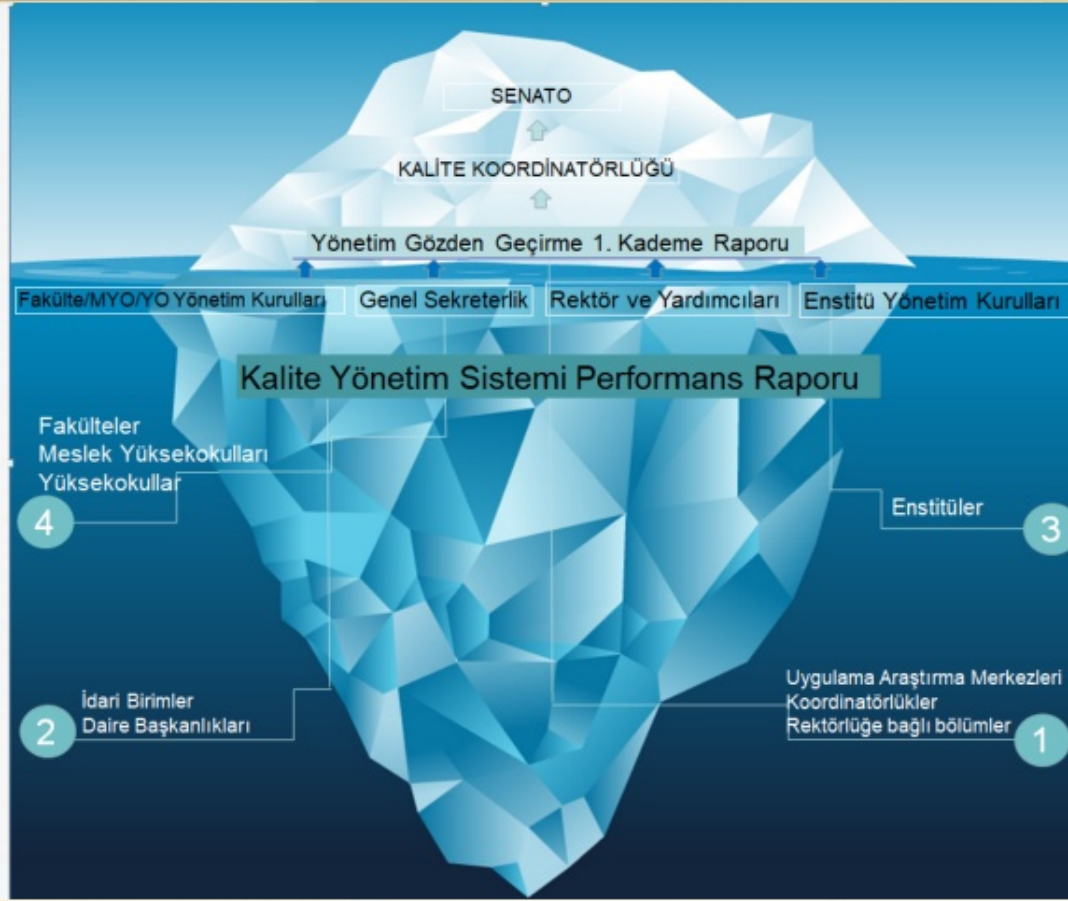 SENATO
KALİTE KOORDİNATÖRLÜĞÜ
Yönetim Gözden Geçirme 1. Kademe Raporu
Fakülte/MYO/YO Yönetim Kurulları
Genel Sekreterlik
Rektör ve Yardımcıları
Enstitü Yönetim Kurulları
Kalite Yönetim Sistemi Performans Raporu
Fakülteler
Meslek Yüksekokulları
Yüksekokullar
4
Enstitüler
3
İdari Birimler
Daire Başkanlıkları
2
Uygulama Araştırma Merkezleri
Koordinatörlükler
Rektörlüğe bağlı bölümler
1